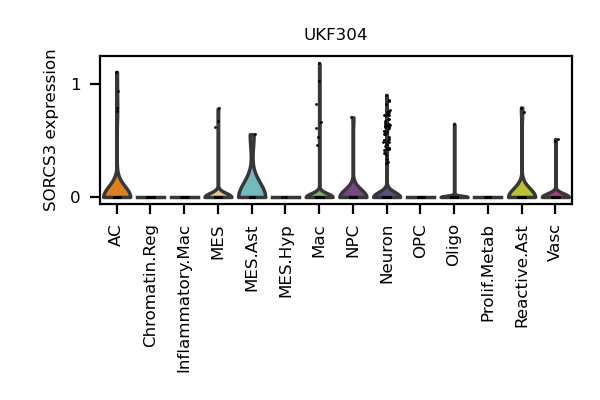 UKF304
SORCS3 expression
1
0
AC
Chromatin.Reg
Inflammatory.Mac
MES
MES.Ast
MES.Hyp
Mac
NPC
Neuron
OPC
Oligo
Prolif.Metab
Reactive.Ast
Vasc